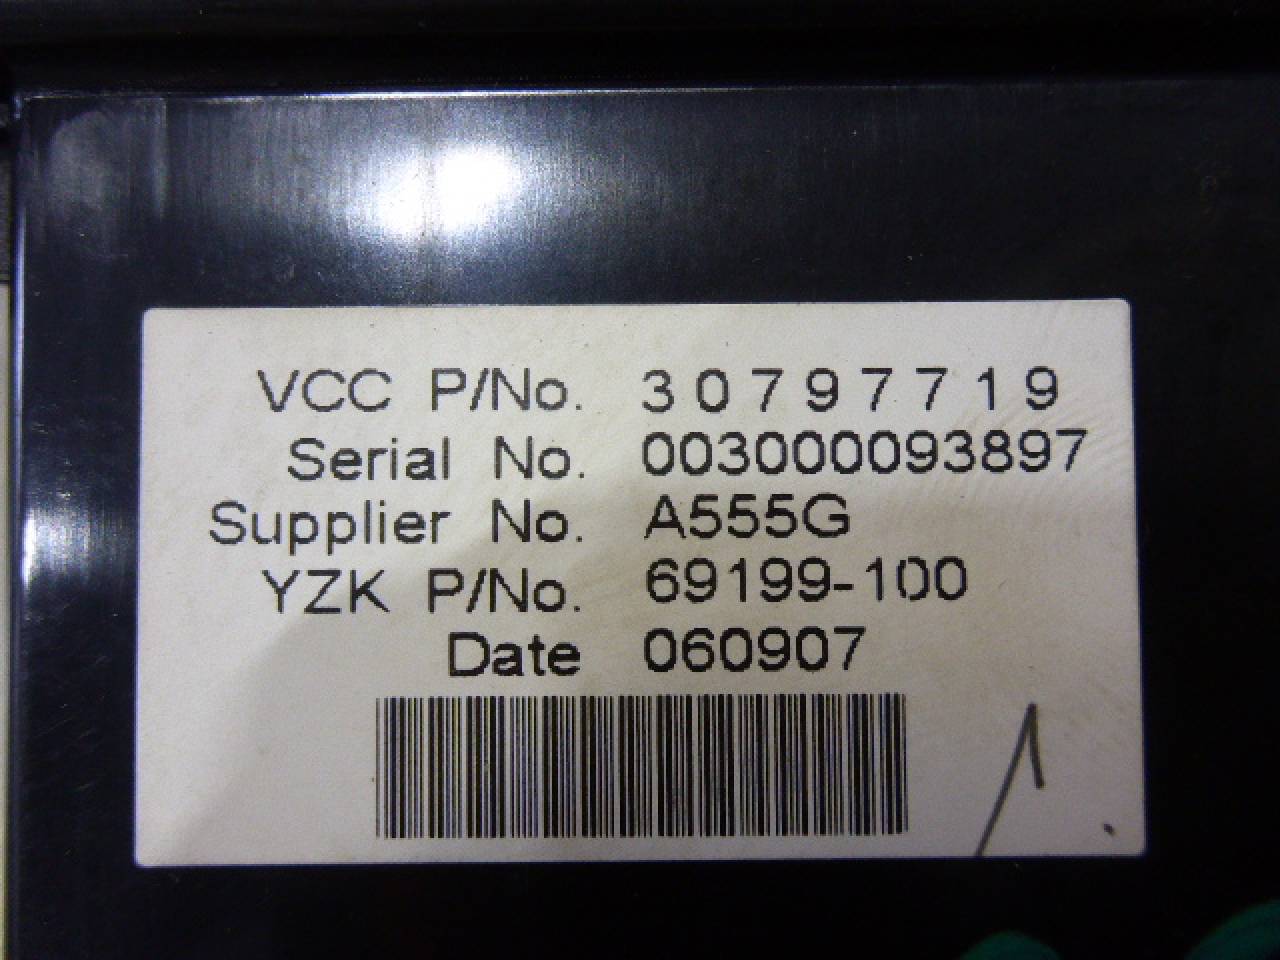 VCC P/No. 30797719
Serial No. 003000093897
Supplier No. A555G
YZK P/No. 69199-100
Date 060907